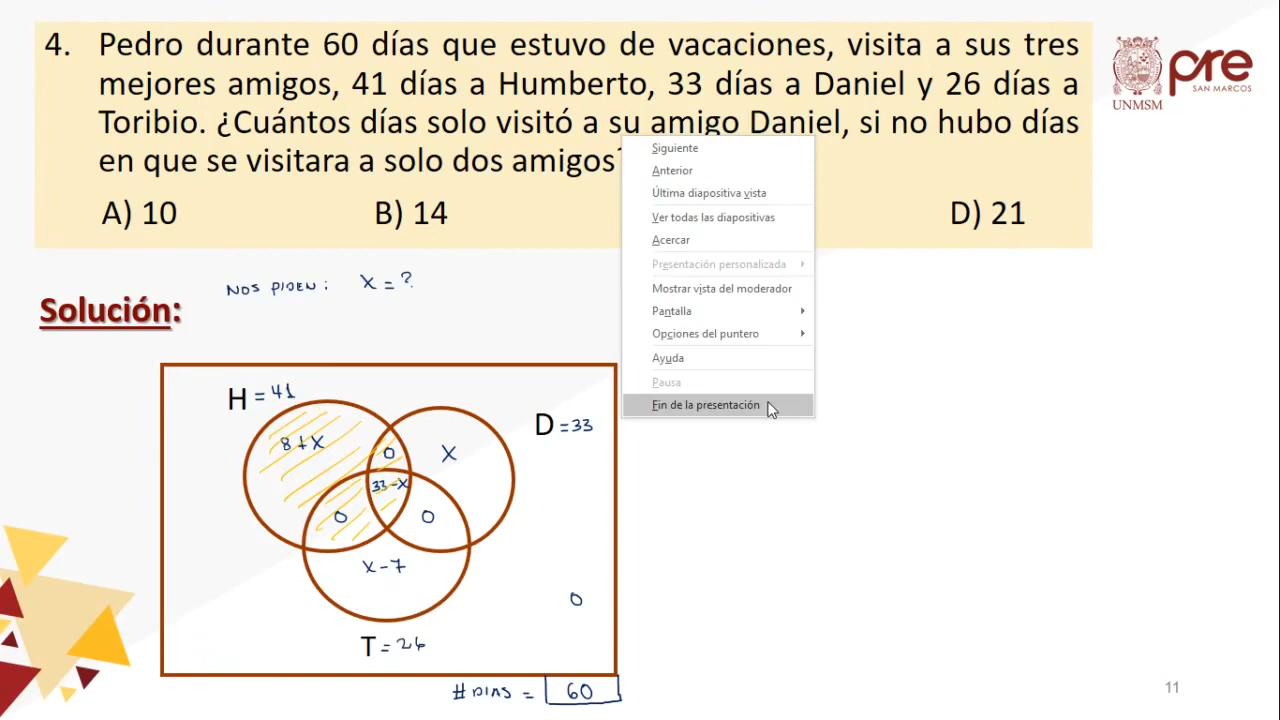 4. Pedro durante 60 días que estuvo de vacaciones, visita a sus tres
mejores amigos, 41 días a Humberto, 33 días a Daniel y 26 días a
Toribio. ¿Cuántos días solo visitó a su amigo Daniel, si no hubo días
en que se visitara a solo dos amigos
A) 10 B) 14 D) 21
UNMSM
pre
SAN MARCOS
Siguiente
Anterior
Última diapositiva vista
Ver todas las diapositivas
Acercar
Presentación personalizada
Mostrar vista del moderador
Pantalla
Opciones del puntero
Ayuda
Pausa
Fin de la presentación
NOS PIDEN: X = ?
Solución:
H = 41
D = 33
8 + X
0
X
33 - X
0
0
X - 7
0
T = 26
# DIAS = 60
11